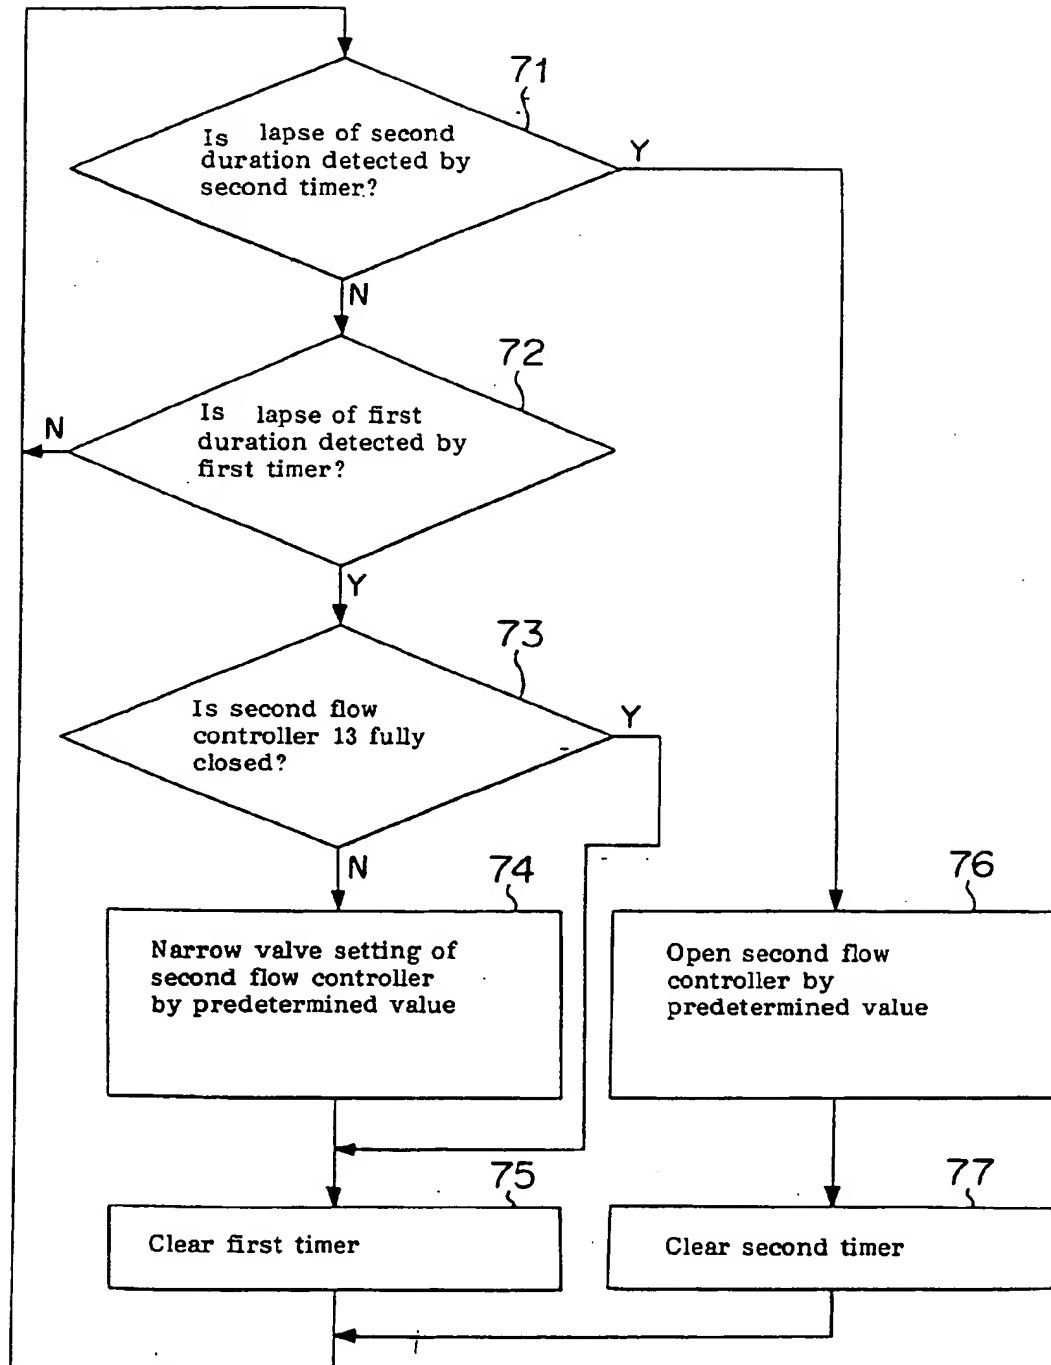 71
Is lapse of second
duration detected by
second timer?
Y
N
72
Is lapse of first
duration detected by
first timer?
N
Y
73
Is second flow
controller 13 fully
closed?
Y
N
74
Narrow valve setting of
second flow controller
by predetermined value
76
Open second flow
controller by
predetermined value
75
Clear first timer
77
Clear second timer